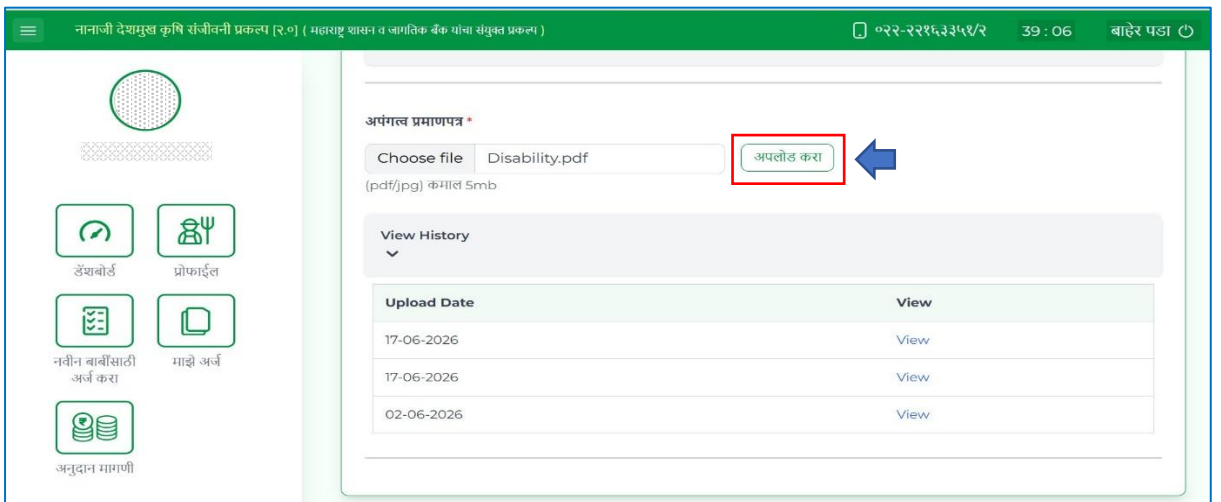 नानाजी देशमुख कृषि संजीवनी प्रकल्प [२.०] ( महाराष्ट्र शासन व जागतिक बँक यांचा संयुक्त प्रकल्प )
०२२-२२१६३३५१/२
39 : 06
बाहेर पडा
अपंगत्व प्रमाणपत्र *
Choose file Disability.pdf
अपलोड करा
(pdf/jpg) कमाल 5mb
View History
Upload Date View
17-06-2026 View
17-06-2026 View
02-06-2026 View
डॅशबोर्ड
प्रोफाईल
नवीन बाबींसाठी
अर्ज करा
माझे अर्ज
अनुदान मागणी